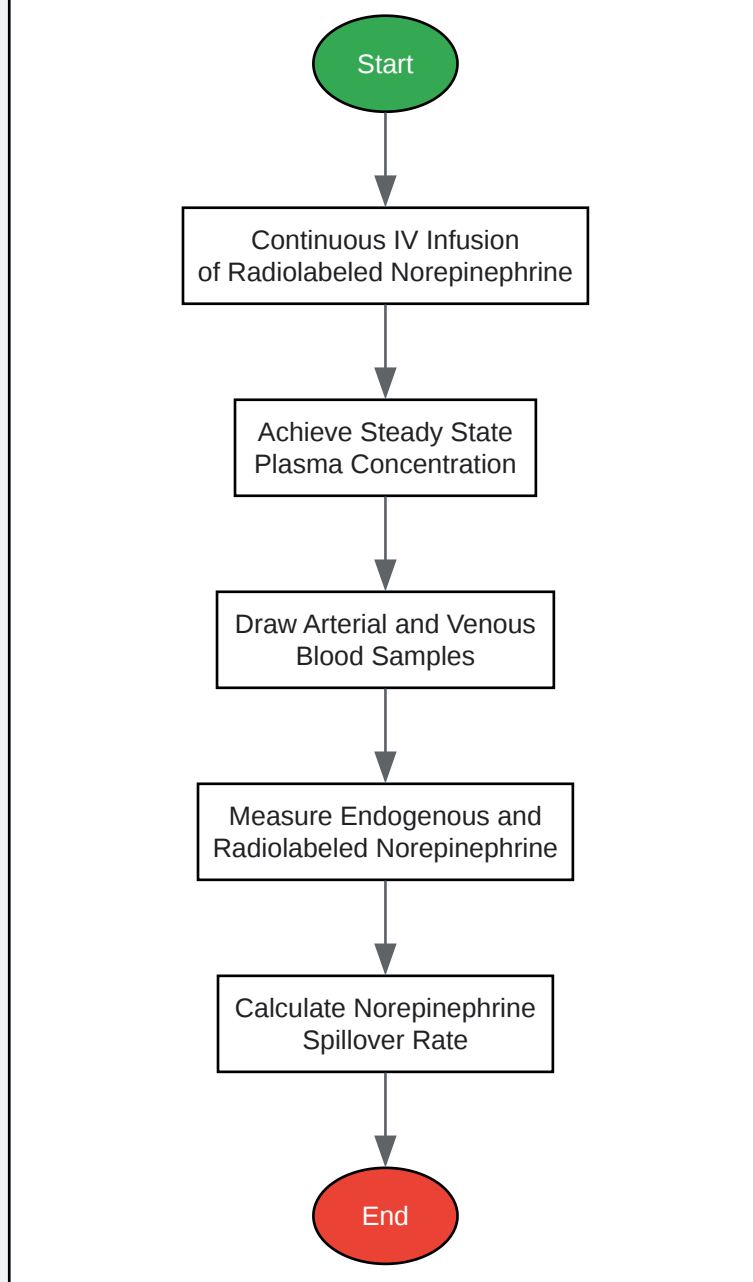 Start
Continuous IV Infusion
of Radiolabeled Norepinephrine
Achieve Steady State
Plasma Concentration
Draw Arterial and Venous
Blood Samples
Measure Endogenous and
Radiolabeled Norepinephrine
Calculate Norepinephrine
Spillover Rate
End